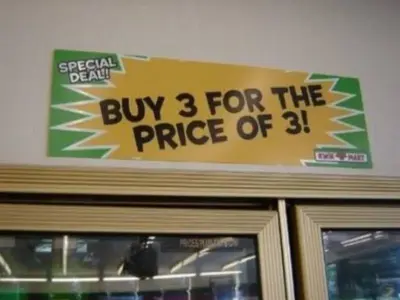 SPECIAL
DEAL!!
BUY 3 FOR THE
PRICE OF 3!
KWIK E MART